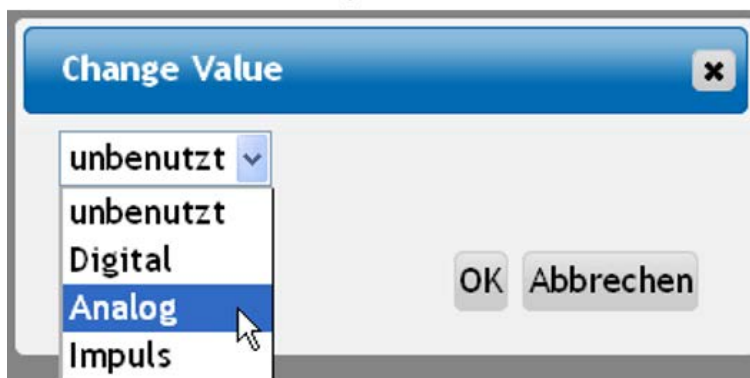 Change Value
unbenutzt
unbenutzt
Digital
Analog
Impuls
OK Abbrechen